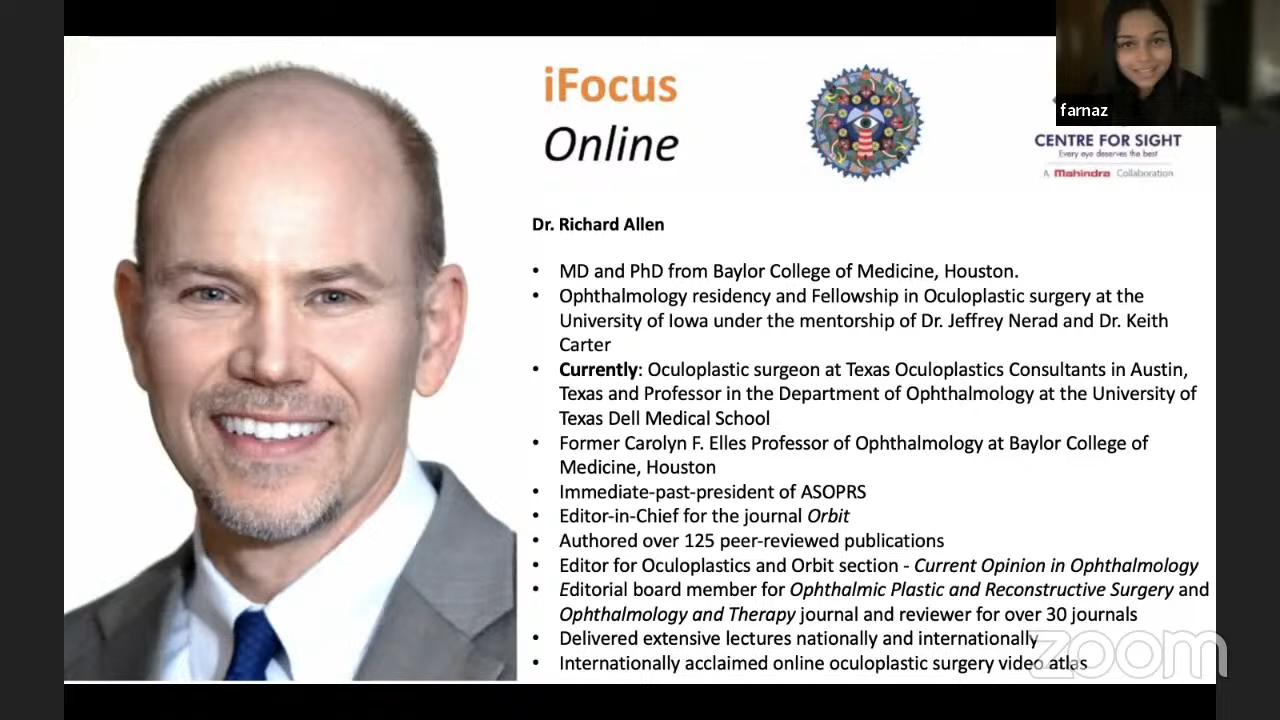 iFocus
Online
farnaz
CENTRE FOR SIGHT
Every eye deserves the best
A Mahindra Collaboration
Dr. Richard Allen
• MD and PhD from Baylor College of Medicine, Houston.
• Ophthalmology residency and Fellowship in Oculoplastic surgery at the
University of Iowa under the mentorship of Dr. Jeffrey Nerad and Dr. Keith
Carter
• Currently: Oculoplastic surgeon at Texas Oculoplastics Consultants in Austin,
Texas and Professor in the Department of Ophthalmology at the University of
Texas Dell Medical School
• Former Carolyn F. Elles Professor of Ophthalmology at Baylor College of
Medicine, Houston
• Immediate-past-president of ASOPRS
• Editor-in-Chief for the journal Orbit
• Authored over 125 peer-reviewed publications
• Editor for Oculoplastics and Orbit section - Current Opinion in Ophthalmology
• Editorial board member for Ophthalmic Plastic and Reconstructive Surgery and
Ophthalmology and Therapy journal and reviewer for over 30 journals
• Delivered extensive lectures nationally and internationally
• Internationally acclaimed online oculoplastic surgery video atlas
zoom